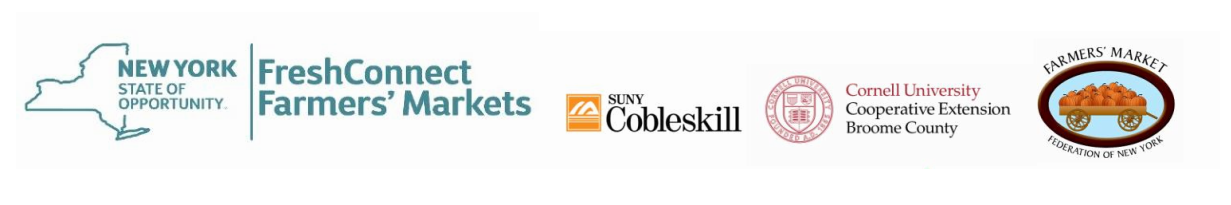 NEW YORK
STATE OF
OPPORTUNITY.
FreshConnect
Farmers' Markets
SUNY
Cobleskill
Cornell University
Cooperative Extension
Broome County
FARMERS' MARKET
FEDERATION OF NEW YORK